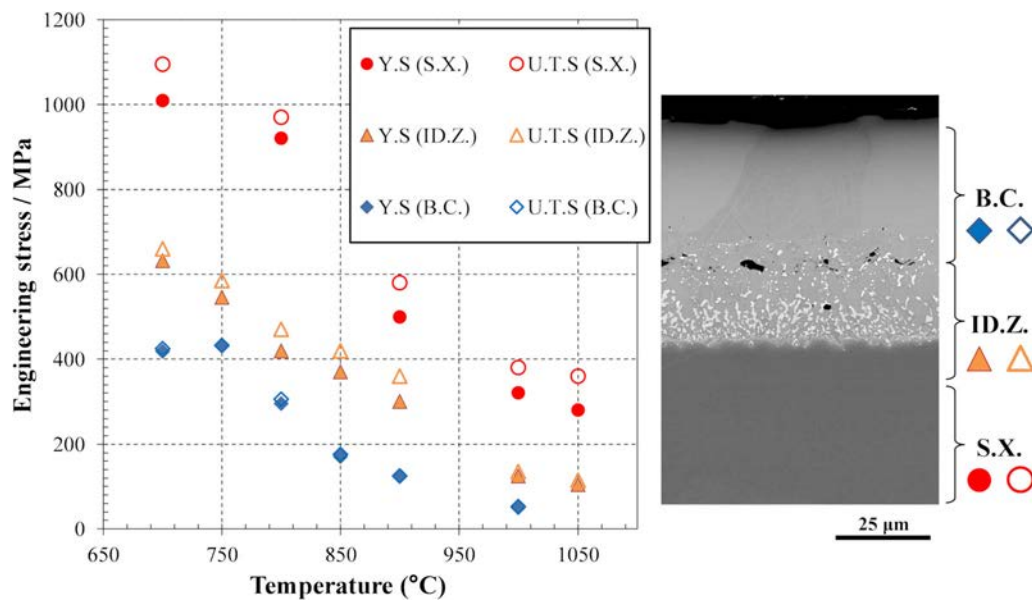 1200
1000
800
600
400
200
0
Engineering stress / MPa
650
750
850
950
1050
Temperature (°C)
Y.S (S.X.)
U.T.S (S.X.)
Y.S (ID.Z.)
U.T.S (ID.Z.)
Y.S (B.C.)
U.T.S (B.C.)
B.C.
ID.Z.
S.X.
25 μm